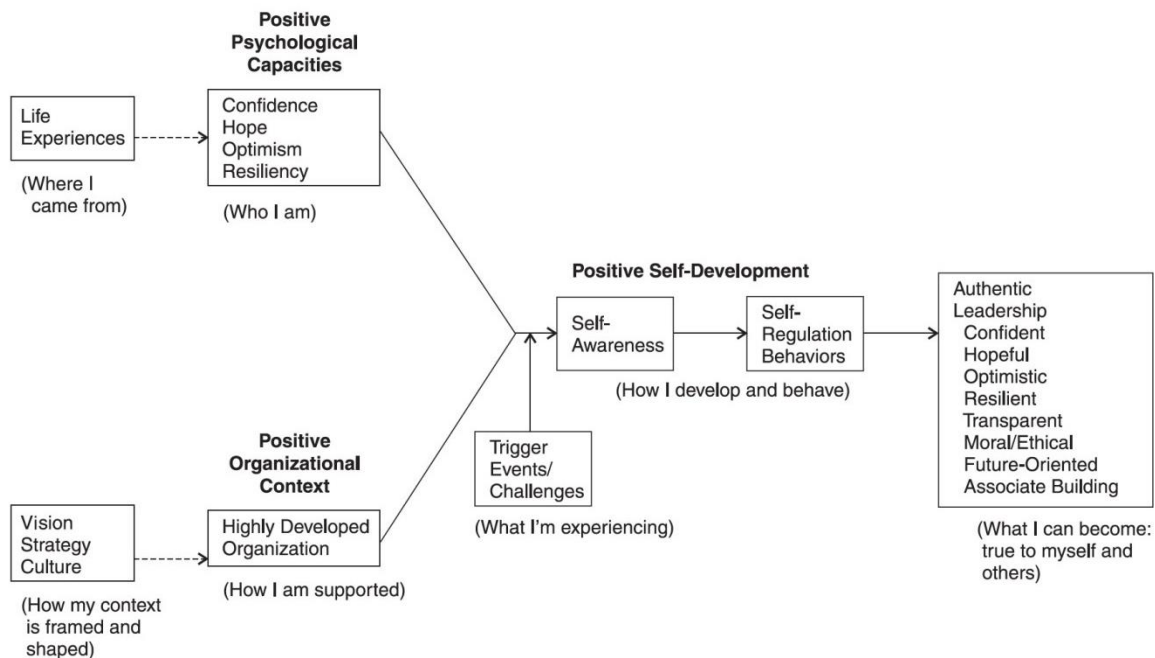 Positive
Psychological
Capacities
Life
Experiences
(Where I
came from)
Confidence
Hope
Optimism
Resiliency
(Who I am)
Positive Self-Development
Self-
Awareness
Self-
Regulation
Behaviors
(How I develop and behave)
Authentic
Leadership
Confident
Hopeful
Optimistic
Resilient
Transparent
Moral/Ethical
Future-Oriented
Associate Building
(What I can become:
true to myself and
others)
Trigger
Events/
Challenges
(What I'm experiencing)
Positive
Organizational
Context
Vision
Strategy
Culture
(How my context
is framed and
shaped)
Highly Developed
Organization
(How I am supported)